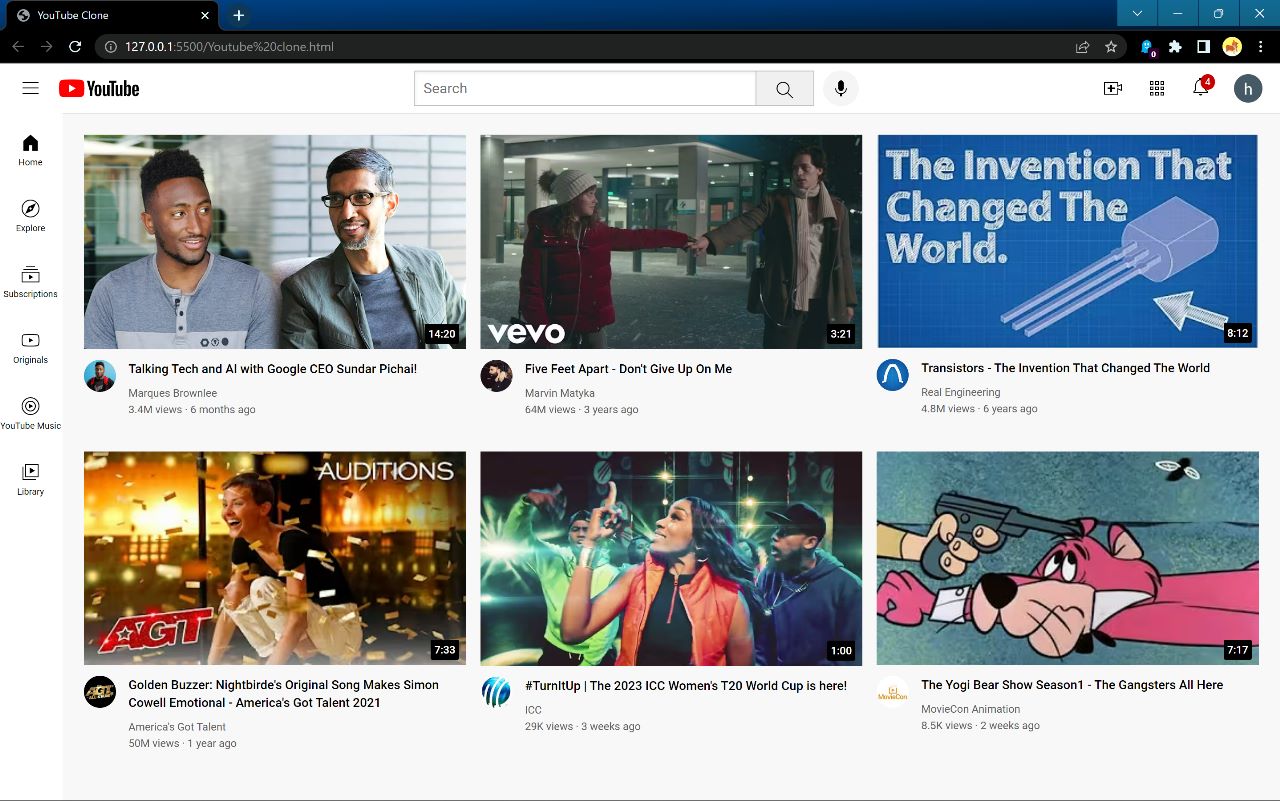 YouTube Clone
127.0.0.1:5500/Youtube%20clone.html
0
YouTube
Search
4
h
Home
Explore
Subscriptions
Originals
YouTube Music
Library
14:20
Talking Tech and AI with Google CEO Sundar Pichai!
Marques Brownlee
3.4M views · 6 months ago
vevo
3:21
Five Feet Apart - Don't Give Up On Me
Marvin Matyka
64M views · 3 years ago
The Invention That
Changed The
World.
8:12
Transistors - The Invention That Changed The World
Real Engineering
4.8M views · 6 years ago
AUDITIONS
AGT
7:33
AGT
Golden Buzzer: Nightbirde's Original Song Makes Simon
Cowell Emotional - America's Got Talent 2021
America's Got Talent
50M views · 1 year ago
1:00
#TurnItUp | The 2023 ICC Women's T20 World Cup is here!
ICC
29K views · 3 weeks ago
7:17
MovieCon
The Yogi Bear Show Season1 - The Gangsters All Here
MovieCon Animation
8.5K views · 2 weeks ago